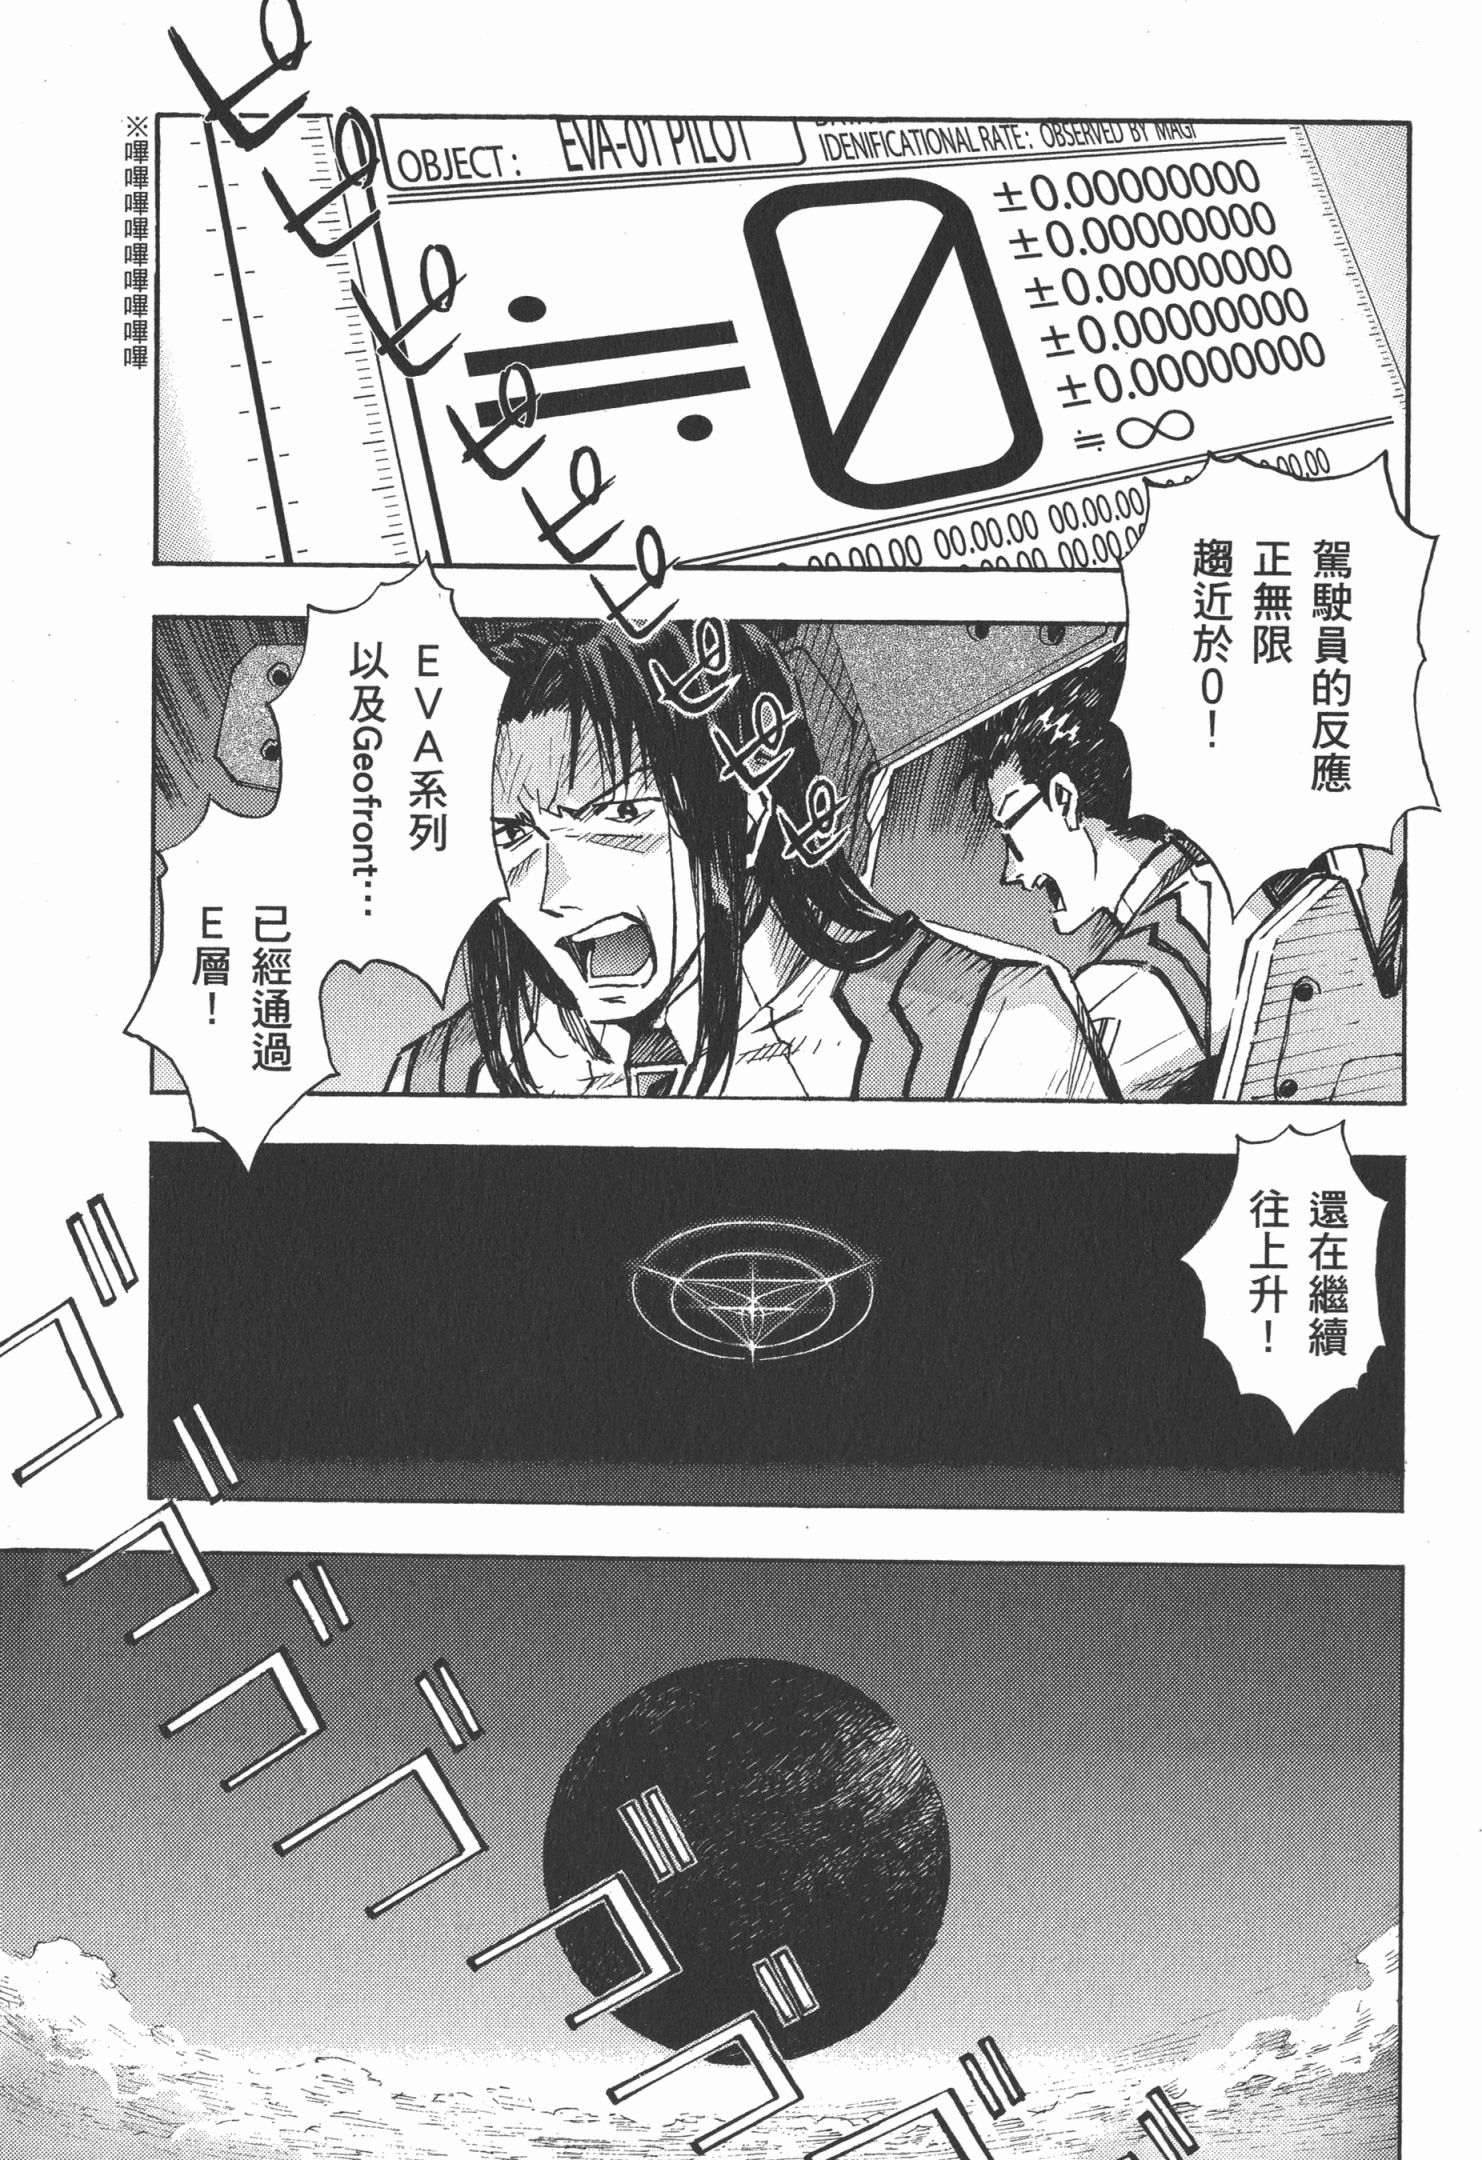 OBJECT: EVA-01 PILOT
IDENIFICATIONAL RATE: OBSERVED BY MAGI
≒0
±0.00000000
±0.00000000
±0.00000000
±0.00000000
±0.00000000
≒∞
00.00.00 00.00.00
ピピピピピピピピピピ
※嗶嗶嗶嗶嗶嗶嗶嗶嗶
駕駛員的反應
正無限
趨近於0！
EVA系列
以及Geofront…
已經通過
E層！
還在繼續
往上升！
ゴゴゴゴゴゴゴゴ